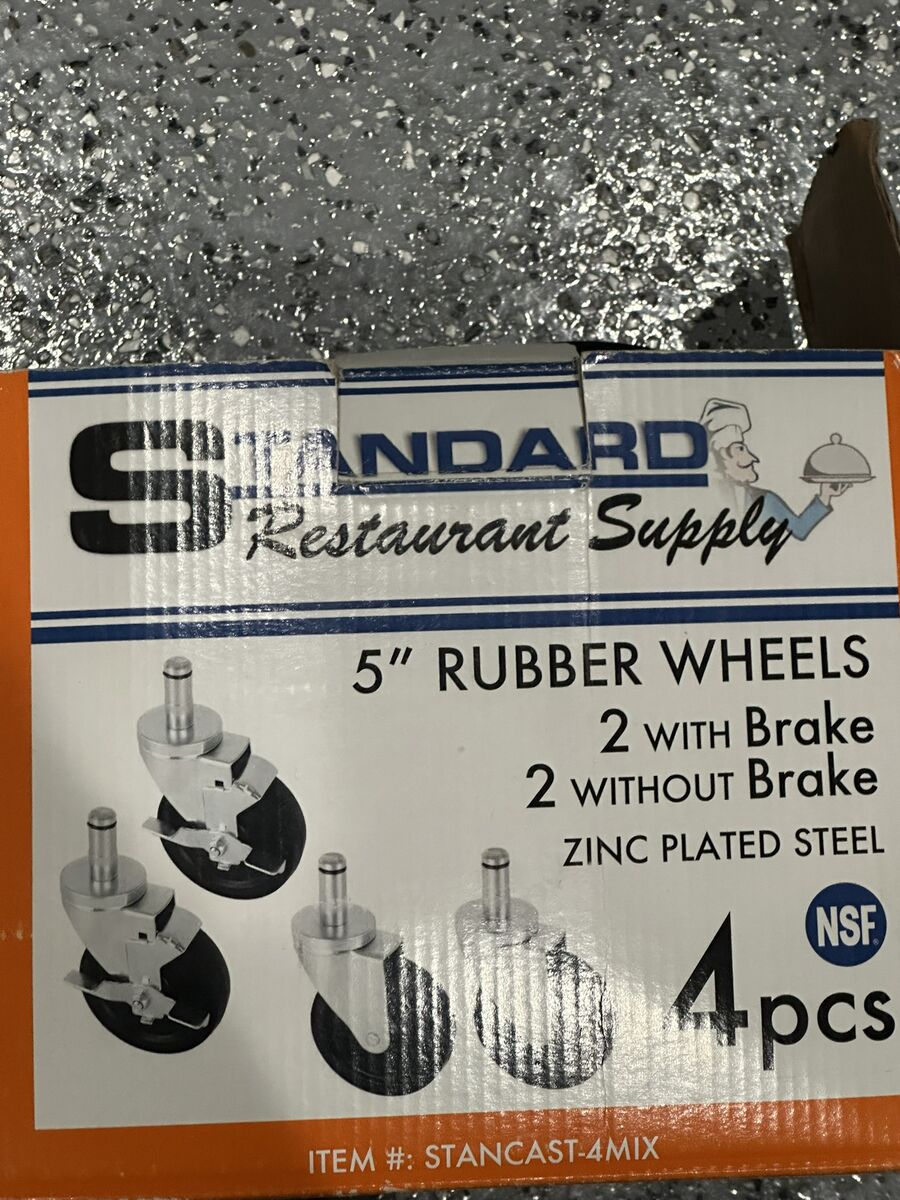 STANDARD
Restaurant Supply
5" RUBBER WHEELS
2 WITH Brake
2 WITHOUT Brake
ZINC PLATED STEEL
NSF
4pcs
ITEM #: STANCAST-4MIX